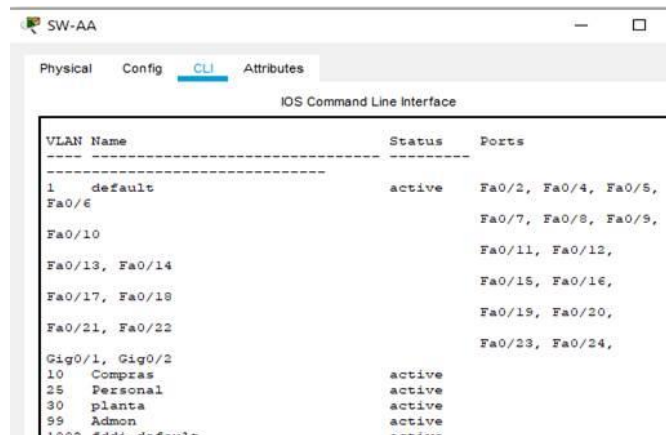 SW-AA
Physical Config CLI Attributes
IOS Command Line Interface
VLAN Name Status Ports
---- -------------------------------- ---------
-------------------------------
1 default active Fa0/2, Fa0/4, Fa0/5,
Fa0/6
Fa0/7, Fa0/8, Fa0/9,
Fa0/10
Fa0/11, Fa0/12,
Fa0/13, Fa0/14
Fa0/15, Fa0/16,
Fa0/17, Fa0/18
Fa0/19, Fa0/20,
Fa0/21, Fa0/22
Fa0/23, Fa0/24,
Gig0/1, Gig0/2
10 Compras active
25 Personal active
30 planta active
99 Admon active